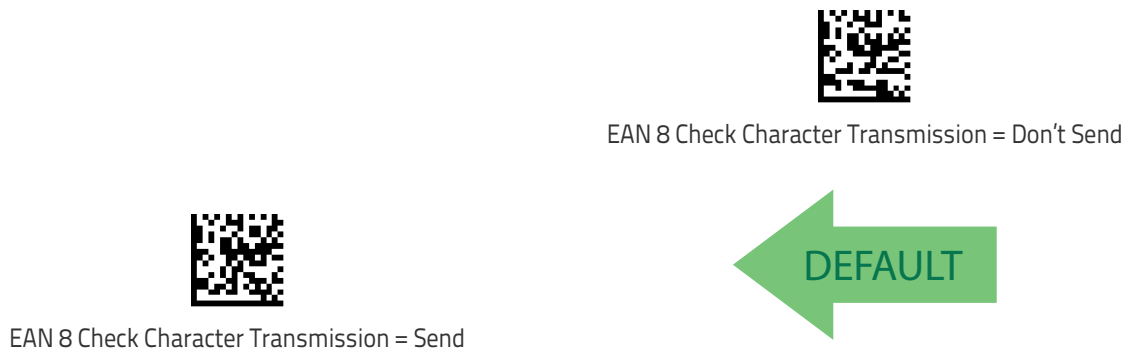 EAN 8 Check Character Transmission = Don’t Send
DEFAULT
EAN 8 Check Character Transmission = Send